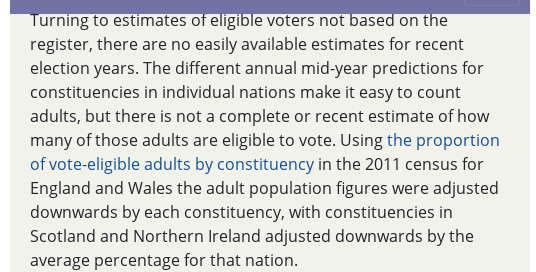 Turning to estimates of eligible voters not based on the
register, there are no easily available estimates for recent
election years. The different annual mid-year predictions for
constituencies in individual nations make it easy to count
adults, but there is not a complete or recent estimate of how
many of those adults are eligible to vote. Using the proportion
of vote-eligible adults by constituency in the 2011 census for
England and Wales the adult population figures were adjusted
downwards by each constituency, with constituencies in
Scotland and Northern Ireland adjusted downwards by the
average percentage for that nation.